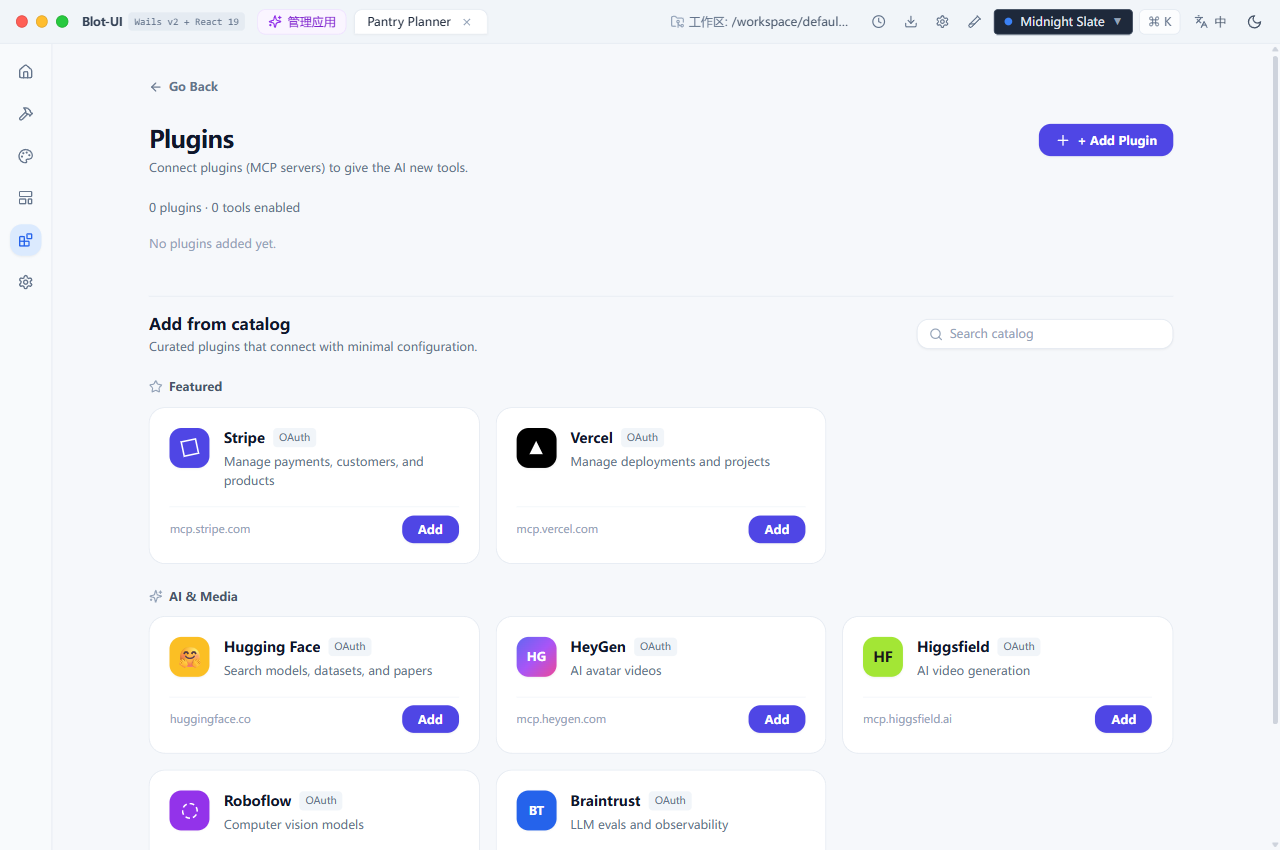 Blot-UI Wails v2 + React 19 管理应用 Pantry Planner 工作区: /workspace/defaul... Midnight Slate ▼ ⌘ K 中
Go Back
Plugins
+ Add Plugin
Connect plugins (MCP servers) to give the AI new tools.
0 plugins · 0 tools enabled
No plugins added yet.
Add from catalog
Search catalog
Curated plugins that connect with minimal configuration.
Featured
Stripe OAuth
Manage payments, customers, and
products
mcp.stripe.com
Add
Vercel OAuth
Manage deployments and projects
mcp.vercel.com
Add
AI & Media
Hugging Face OAuth
Search models, datasets, and papers
huggingface.co
Add
HG
HeyGen OAuth
AI avatar videos
mcp.heygen.com
Add
HF
Higgsfield OAuth
AI video generation
mcp.higgsfield.ai
Add
Roboflow OAuth
Computer vision models
BT
Braintrust OAuth
LLM evals and observability